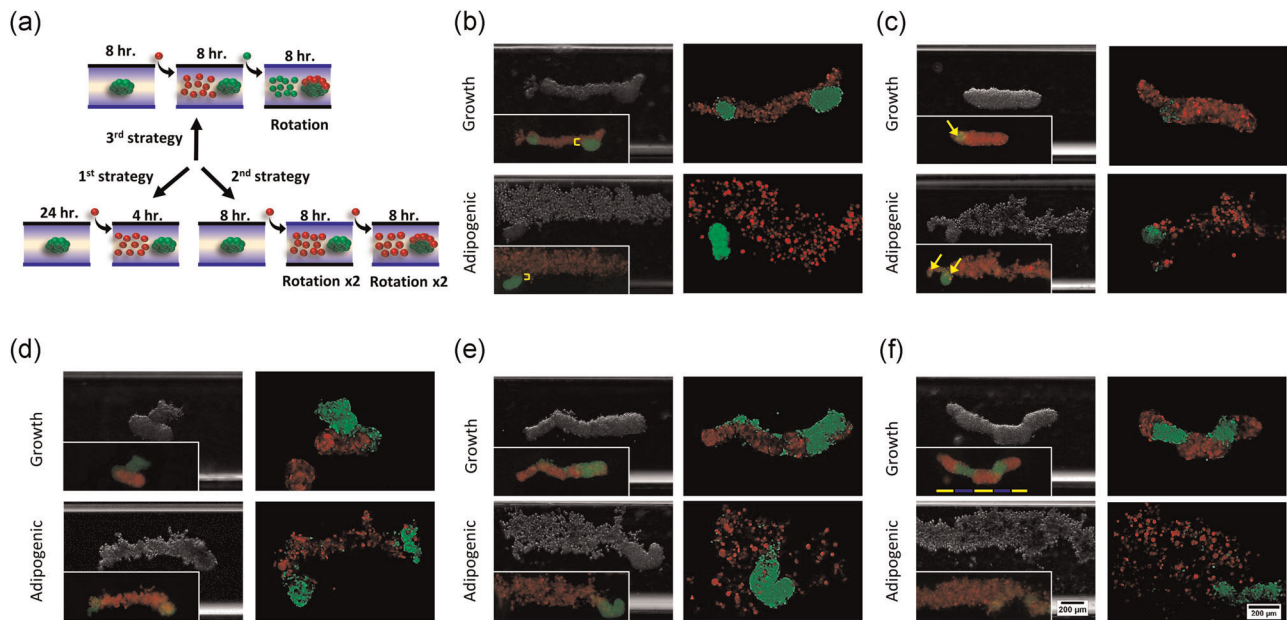 (a)
8 hr.
8 hr.
8 hr.
Rotation
3rd strategy
1st strategy
2nd strategy
24 hr.
4 hr.
8 hr.
8 hr.
8 hr.
Rotation x2
Rotation x2
(b)
Growth
Adipogenic
(c)
Growth
Adipogenic
(d)
Growth
Adipogenic
(e)
Growth
Adipogenic
(f)
Growth
Adipogenic
200 µm
200 µm